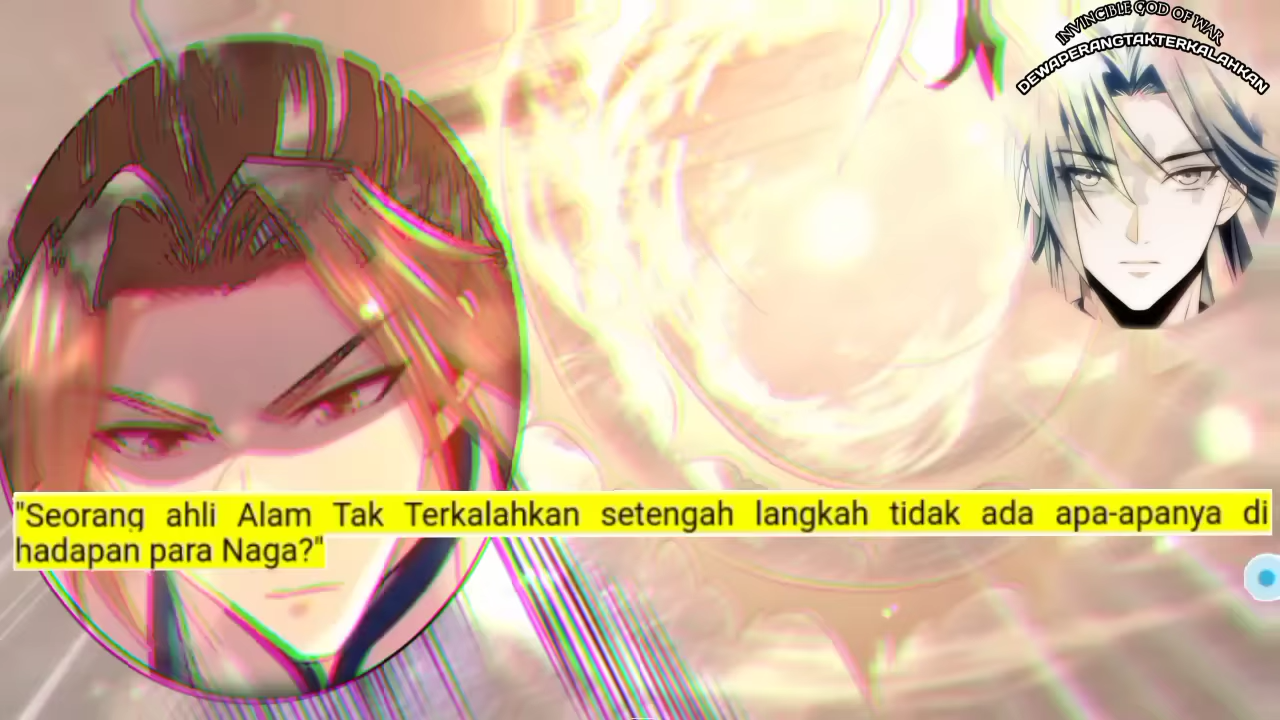 INVINCIBLE GOD OF WAR
DEWAPERANGTAKTERKALAHKAN
"Seorang ahli Alam Tak Terkalahkan setengah langkah tidak ada apa-apanya di
hadapan para Naga?"